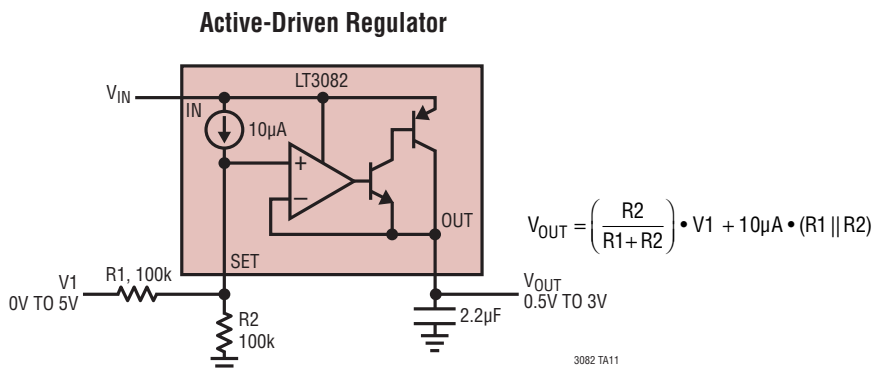 Active-Driven Regulator
LT3082
VIN
IN
10µA
+
−
OUT
VOUT = (R2 / (R1 + R2)) • V1 + 10µA • (R1 || R2)
SET
V1
0V TO 5V
R1, 100k
VOUT
0.5V TO 3V
R2
100k
2.2µF
3082 TA11